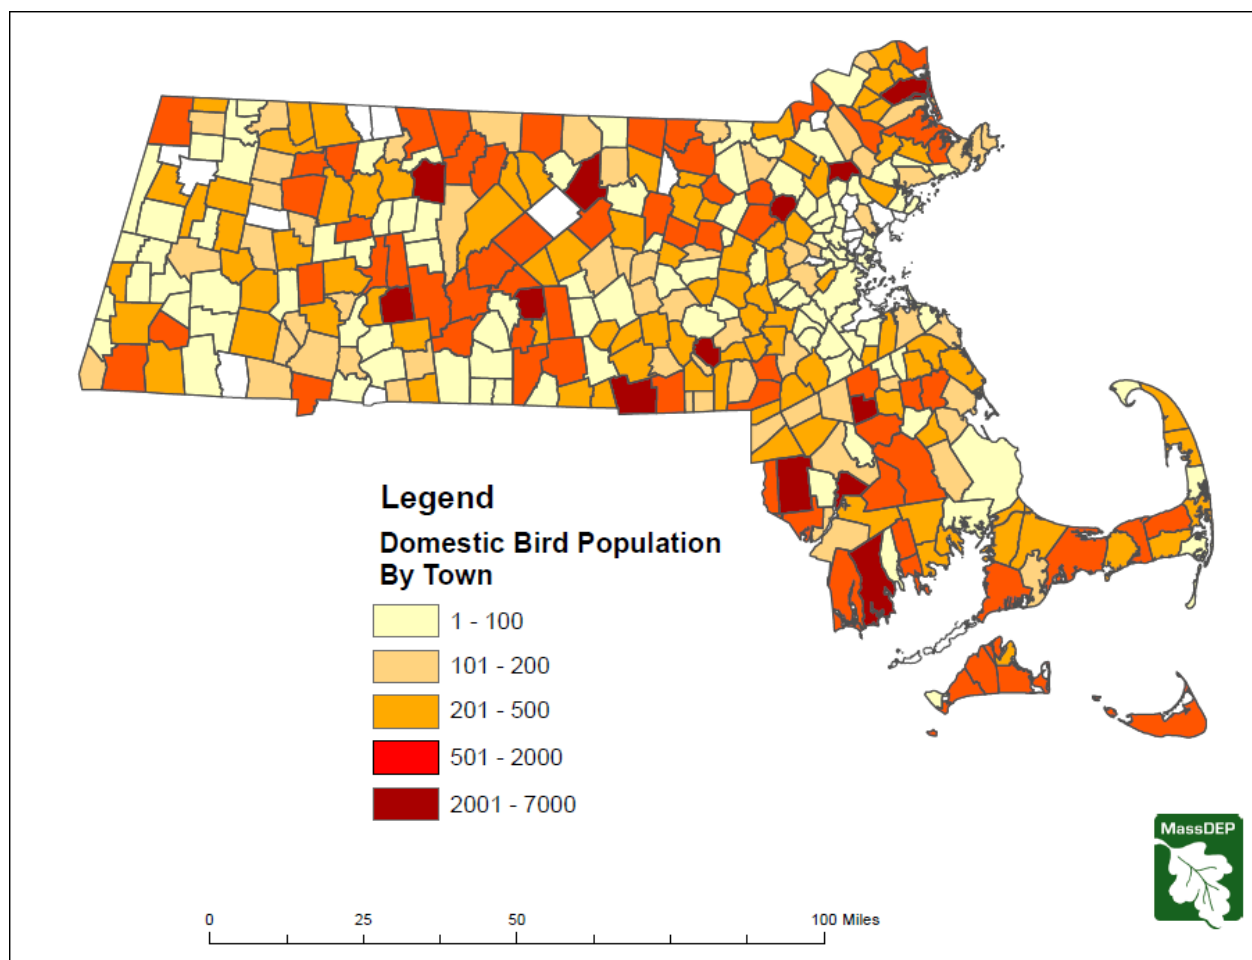 Legend
Domestic Bird Population
By Town
1 - 100
101 - 200
201 - 500
501 - 2000
2001 - 7000
MassDEP
0 25 50 100 Miles